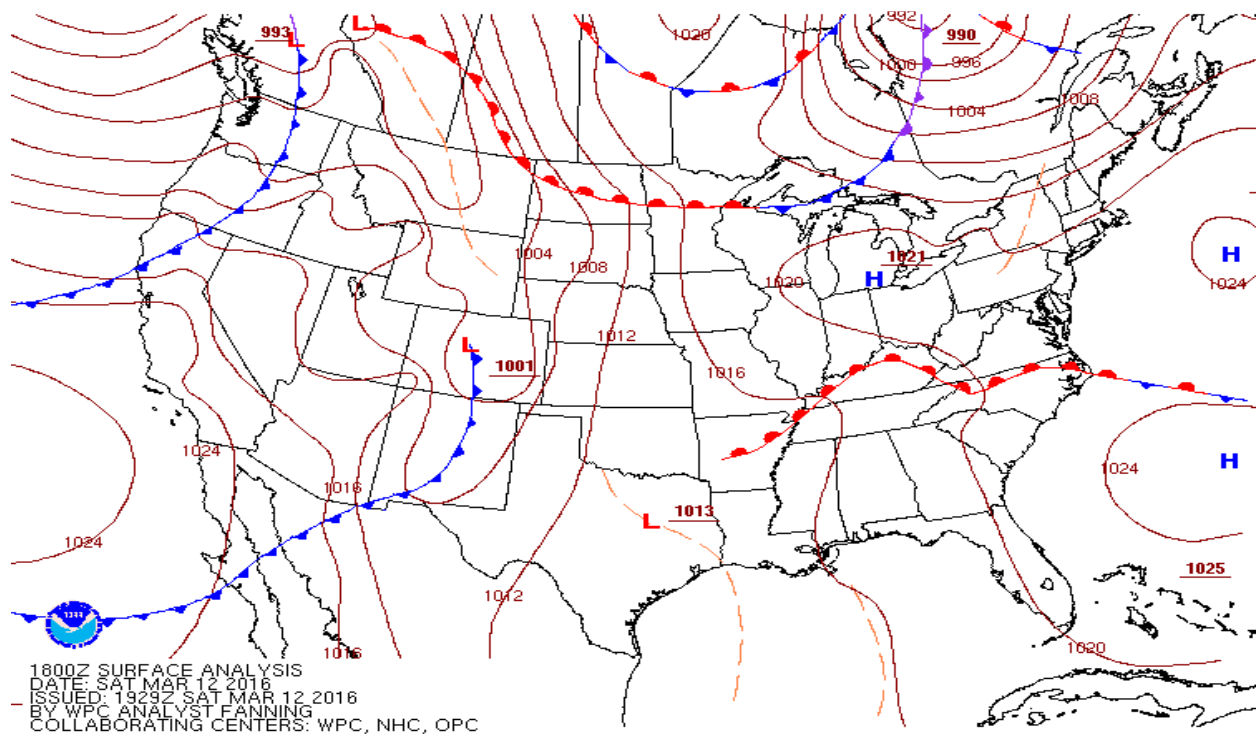 992
993
L
L
990
1020
1000
996
1008
1004
1004
1008
1021
H
H
1020
1024
1012
L
1001
1016
1024
1016
1024
H
L
1013
1024
1025
1012
1020
1016
1800Z SURFACE ANALYSIS
DATE: SAT MAR 12 2016
ISSUED: 1929Z SAT MAR 12 2016
BY WPC ANALYST FANNING
COLLABORATING CENTERS: WPC, NHC, OPC